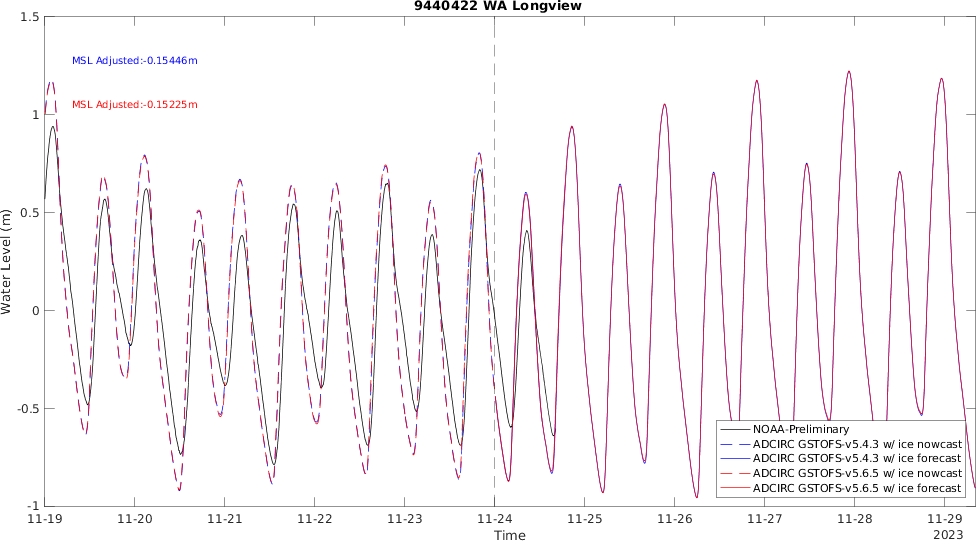 9440422 WA Longview
1.5
MSL Adjusted:-0.15446m
MSL Adjusted:-0.15225m
1
0.5
0
-0.5
-1
Water Level (m)
NOAA-Preliminary
ADCIRC GSTOFS-v5.4.3 w/ ice nowcast
ADCIRC GSTOFS-v5.4.3 w/ ice forecast
ADCIRC GSTOFS-v5.6.5 w/ ice nowcast
ADCIRC GSTOFS-v5.6.5 w/ ice forecast
11-19 11-20 11-21 11-22 11-23 11-24 11-25 11-26 11-27 11-28 11-29
2023
Time